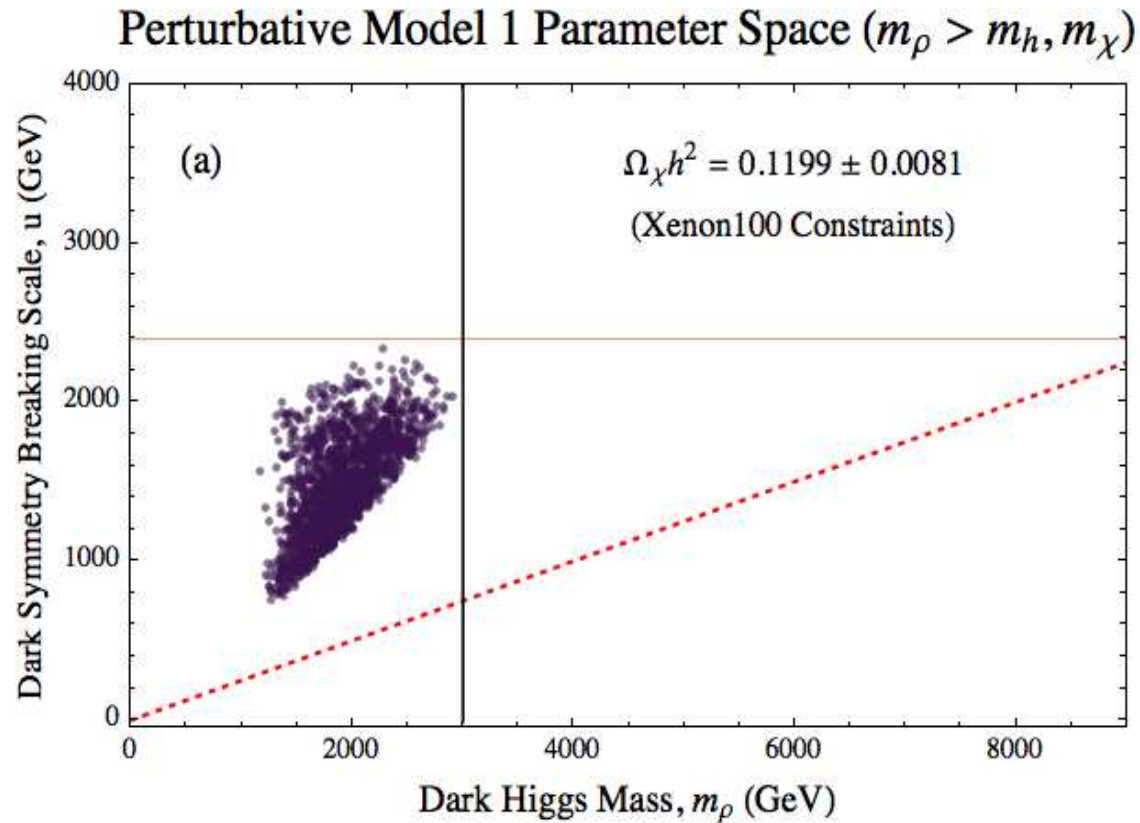 Perturbative Model 1 Parameter Space (mρ > mh, mχ)
4000
3000
2000
1000
0
Dark Symmetry Breaking Scale, u (GeV)
(a)
Ωχh² = 0.1199 ± 0.0081
(Xenon100 Constraints)
0 2000 4000 6000 8000
Dark Higgs Mass, mρ (GeV)